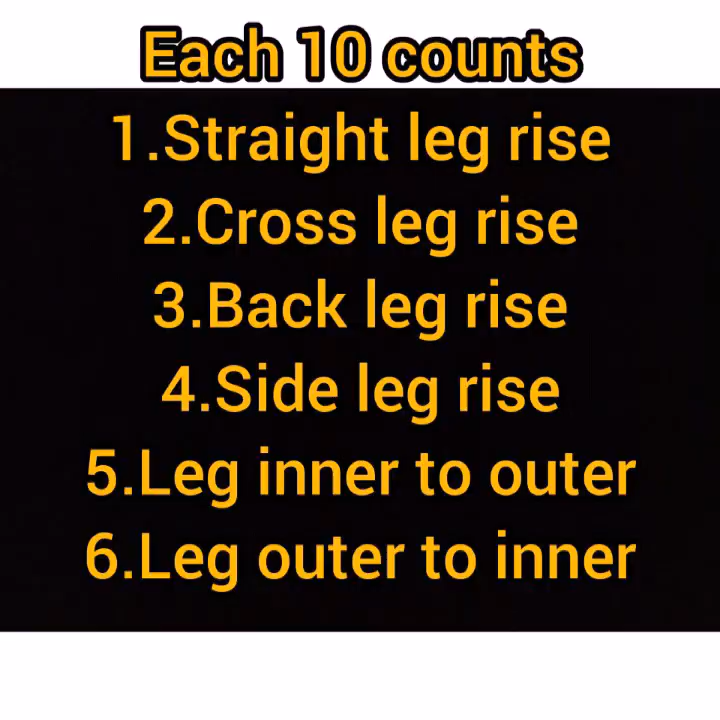 Each 10 counts
1.Straight leg rise
2.Cross leg rise
3.Back leg rise
4.Side leg rise
5.Leg inner to outer
6.Leg outer to inner